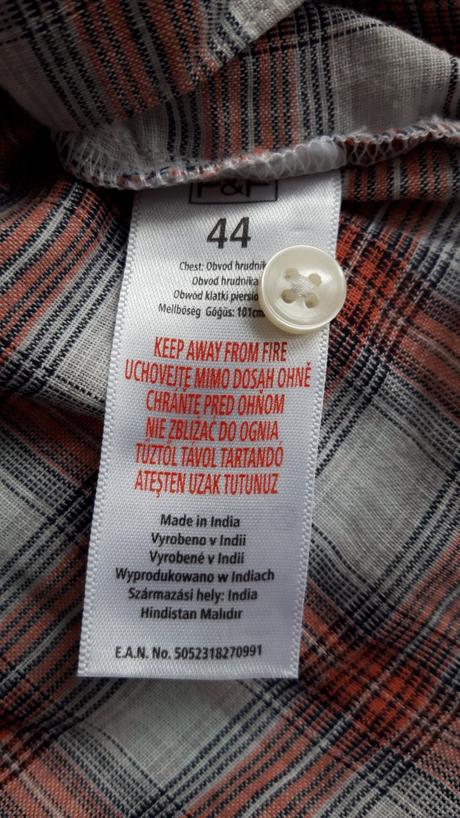 F&F
44
Chest: Obvod hrudník
Obvod hrudníka
Obwód klatki piersio
Mellbőség Göğüs: 101cm
KEEP AWAY FROM FIRE
UCHOVEJTE MIMO DOSAH OHNĚ
CHRÁŇTE PRED OHŇOM
NIE ZBLIŻAĆ DO OGNIA
TŰZTŐL TÁVOL TARTANDÓ
ATEŞTEN UZAK TUTUNUZ
Made in India
Vyrobeno v Indii
Vyrobené v Indii
Wyprodukowano w Indiach
Származási hely: India
Hindistan Malıdır
E.A.N. No. 5052318270991